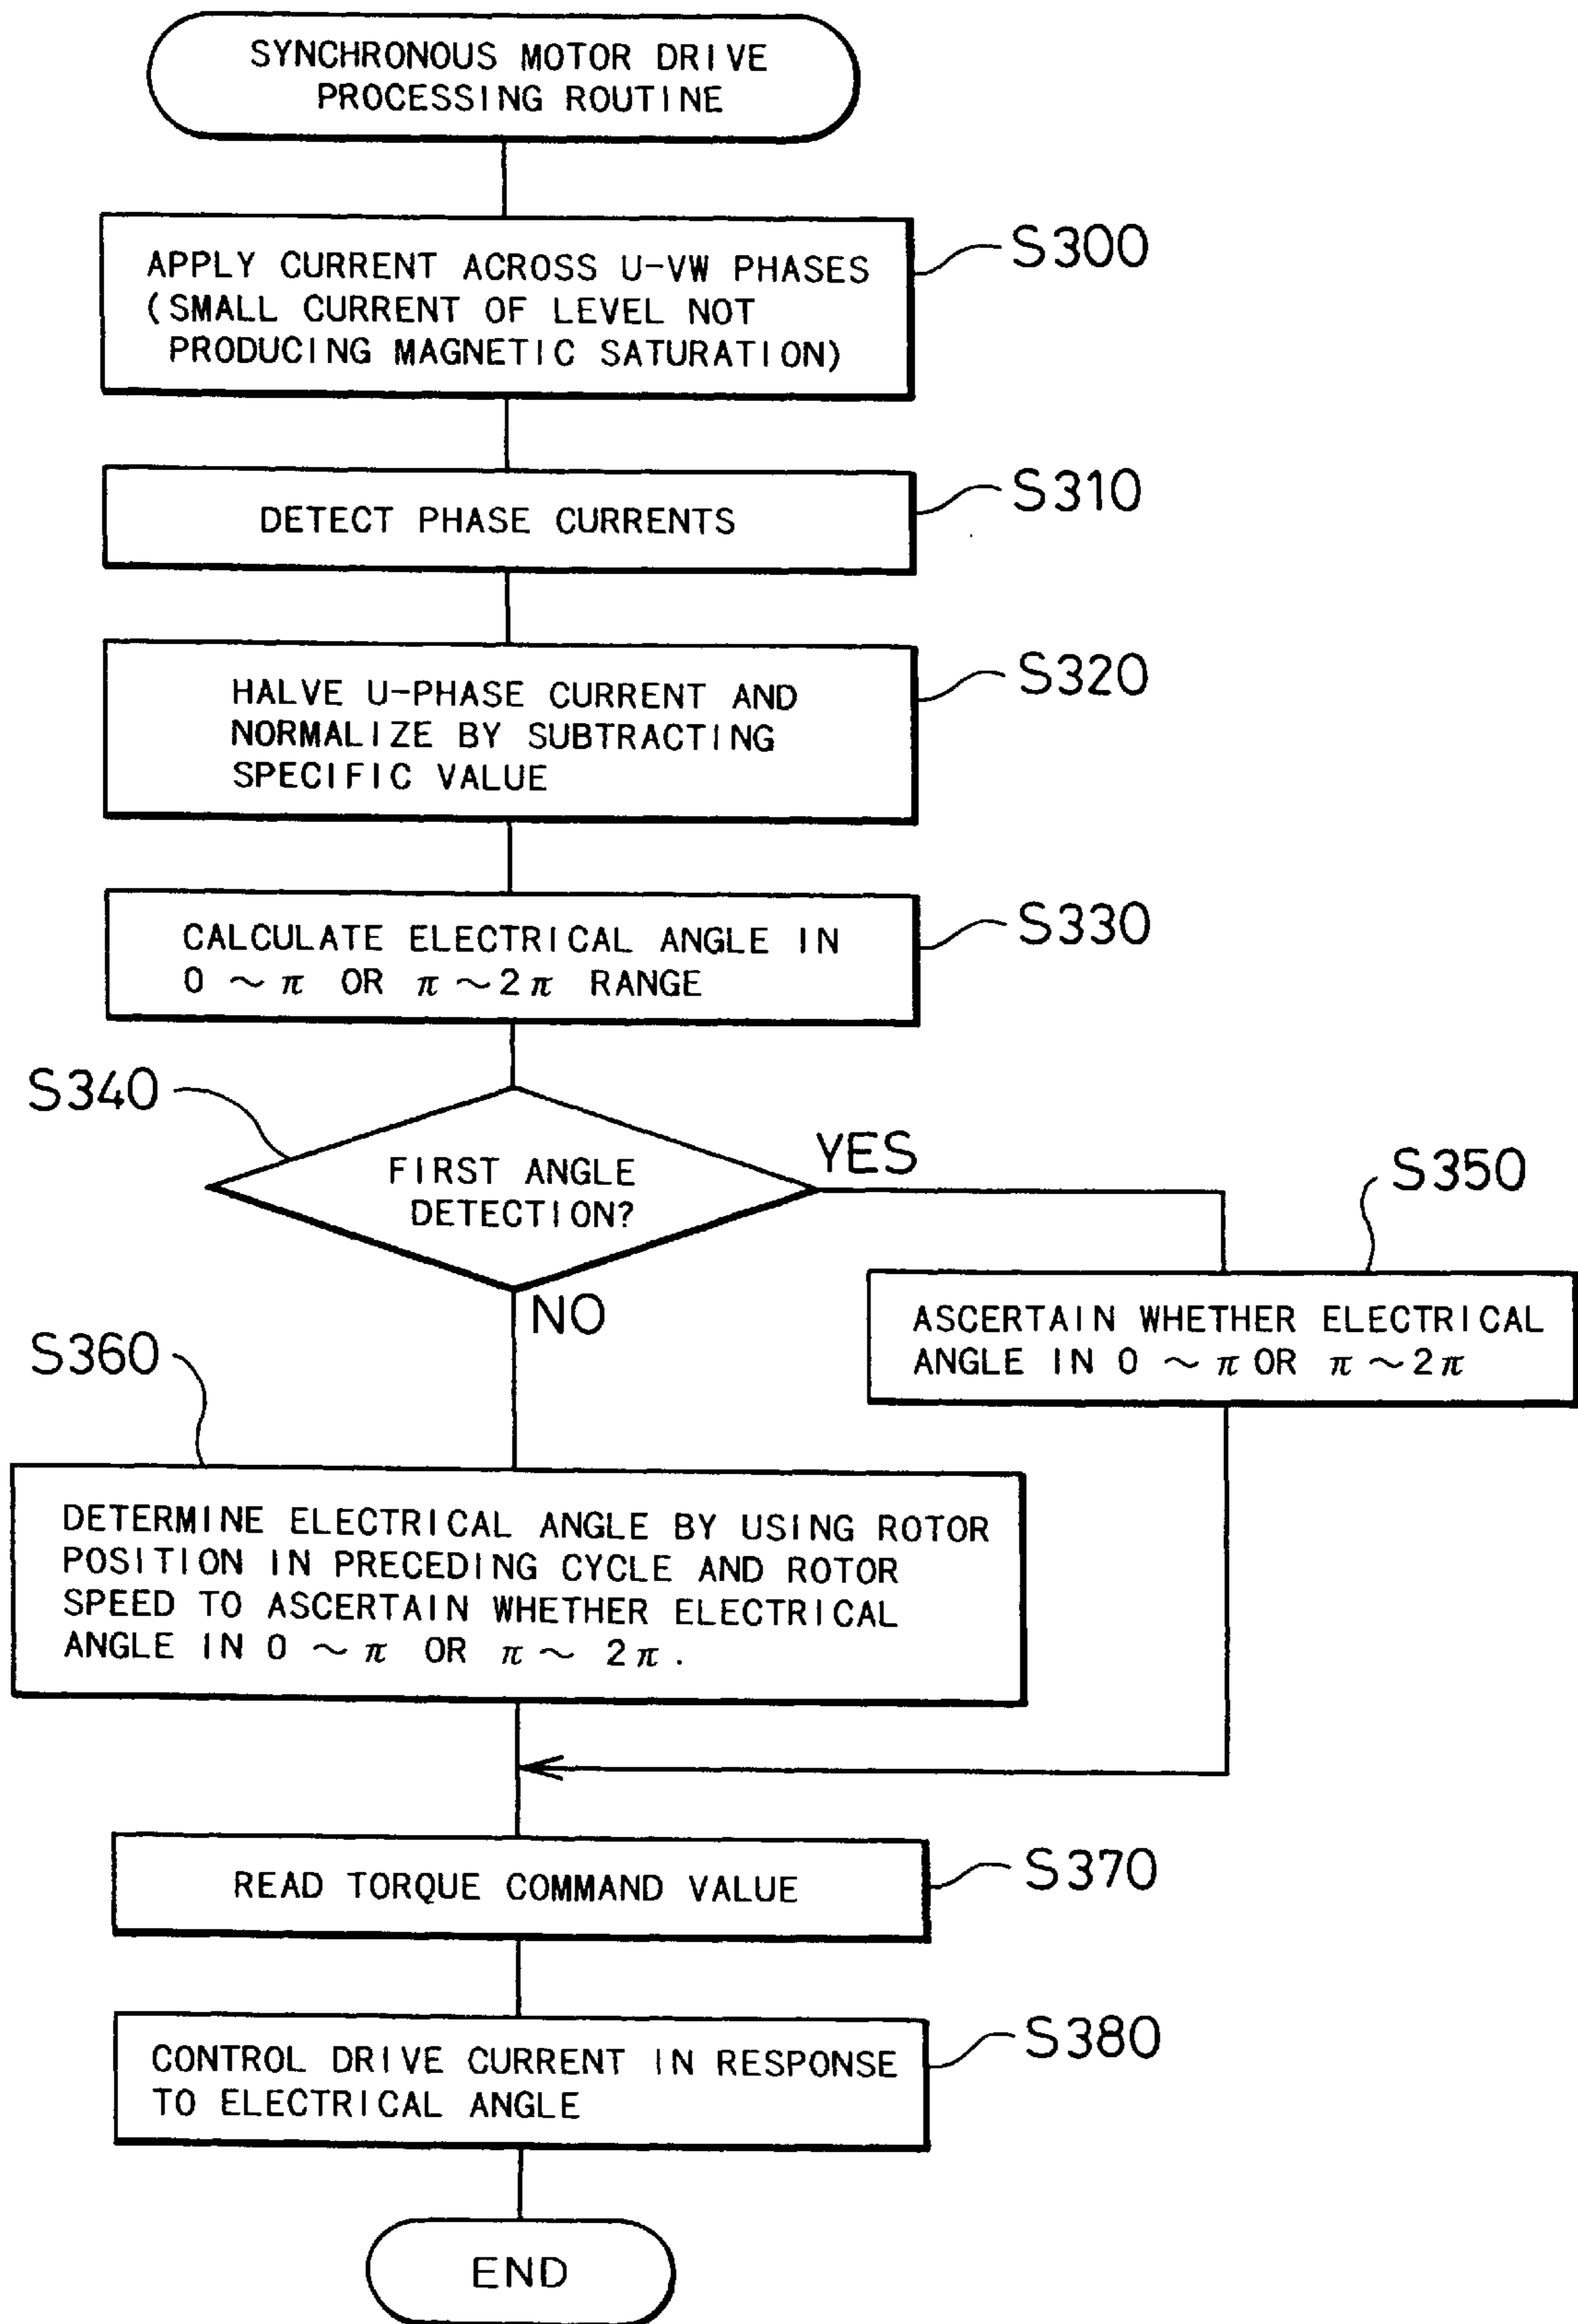 SYNCHRONOUS MOTOR DRIVE
PROCESSING ROUTINE
S300
APPLY CURRENT ACROSS U-VW PHASES
(SMALL CURRENT OF LEVEL NOT
PRODUCING MAGNETIC SATURATION)
S310
DETECT PHASE CURRENTS
S320
HALVE U-PHASE CURRENT AND
NORMALIZE BY SUBTRACTING
SPECIFIC VALUE
S330
CALCULATE ELECTRICAL ANGLE IN
0 ~ π OR π ~ 2π RANGE
S340
FIRST ANGLE
DETECTION?
YES
NO
S350
ASCERTAIN WHETHER ELECTRICAL
ANGLE IN 0 ~ π OR π ~ 2π
S360
DETERMINE ELECTRICAL ANGLE BY USING ROTOR
POSITION IN PRECEDING CYCLE AND ROTOR
SPEED TO ASCERTAIN WHETHER ELECTRICAL
ANGLE IN 0 ~ π OR π ~ 2π.
S370
READ TORQUE COMMAND VALUE
S380
CONTROL DRIVE CURRENT IN RESPONSE
TO ELECTRICAL ANGLE
END